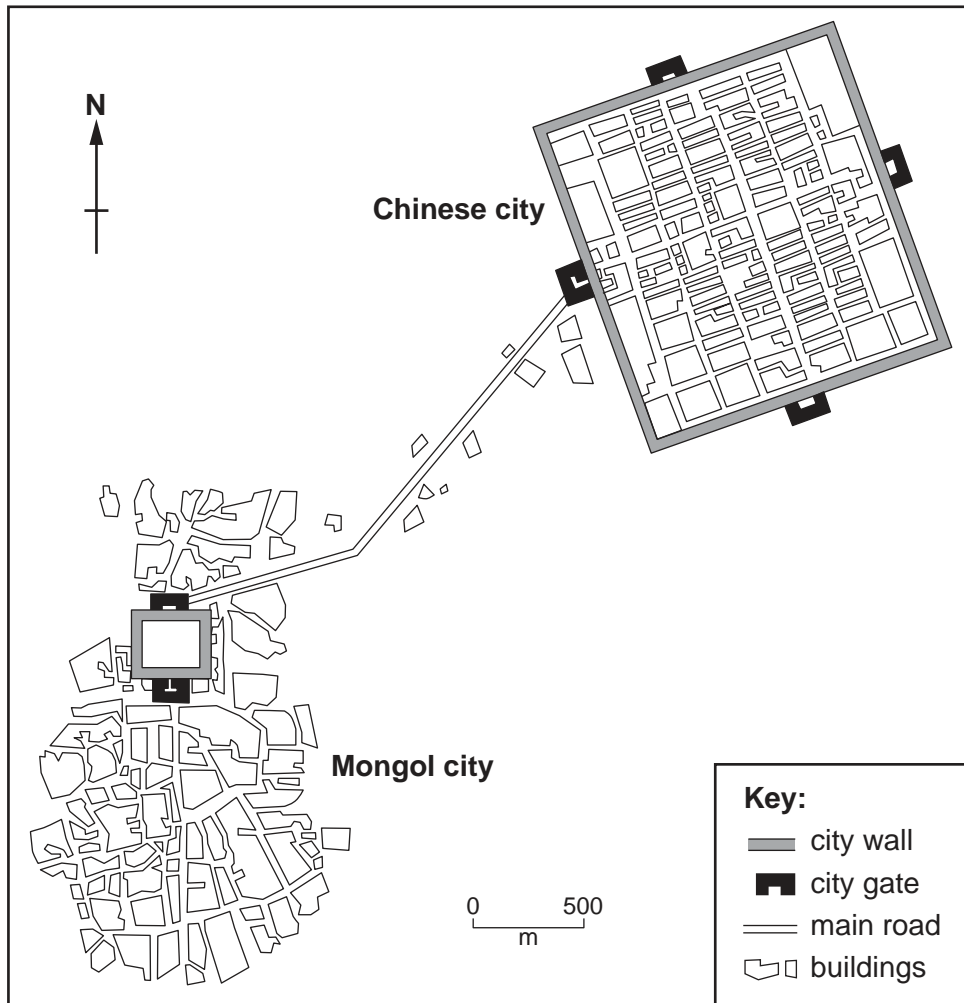 N
Chinese city
Mongol city
0 500
m
Key:
city wall
city gate
main road
buildings